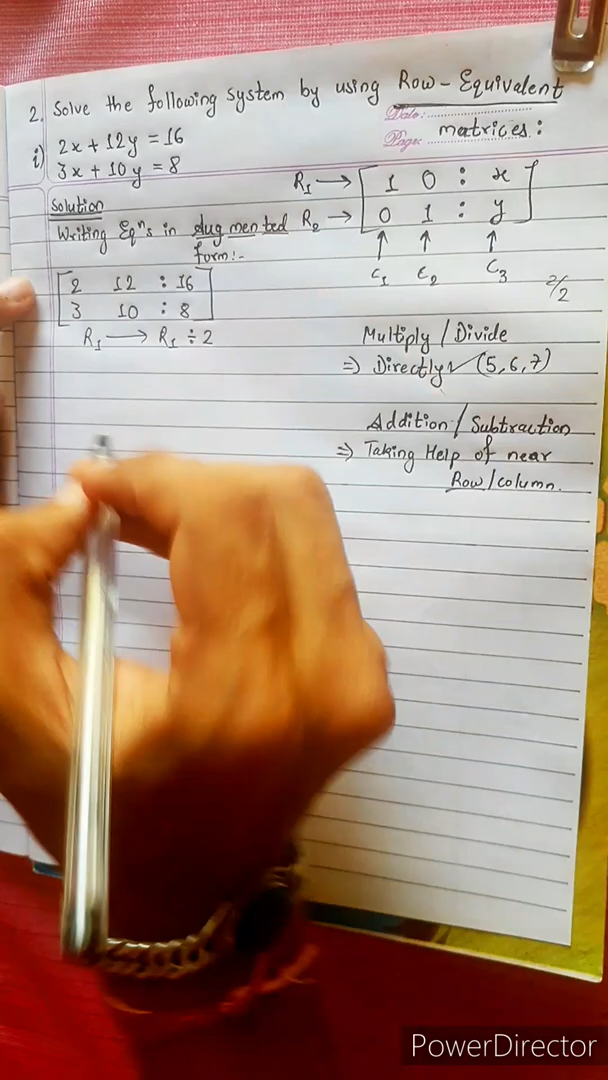 2. Solve the following system by using Row-Equivalent
Date:
Page: matrices:
i) 2x + 12y = 16
3x + 10y = 8
R₁ → [ 1 0 : x ]
Solution
Writing Eqⁿs in Augmented R₂ → [ 0 1 : y ]
form:-
↑ ↑ ↑
C₁ C₂ C₃
2/2
[ 2 12 : 16 ]
[ 3 10 : 8 ]
R₁ → R₁ ÷ 2
Multiply / Divide
⇒ Directly ✓ (5, 6, 7)
Addition / Subtraction
⇒ Taking Help of near
Row/column.
PowerDirector